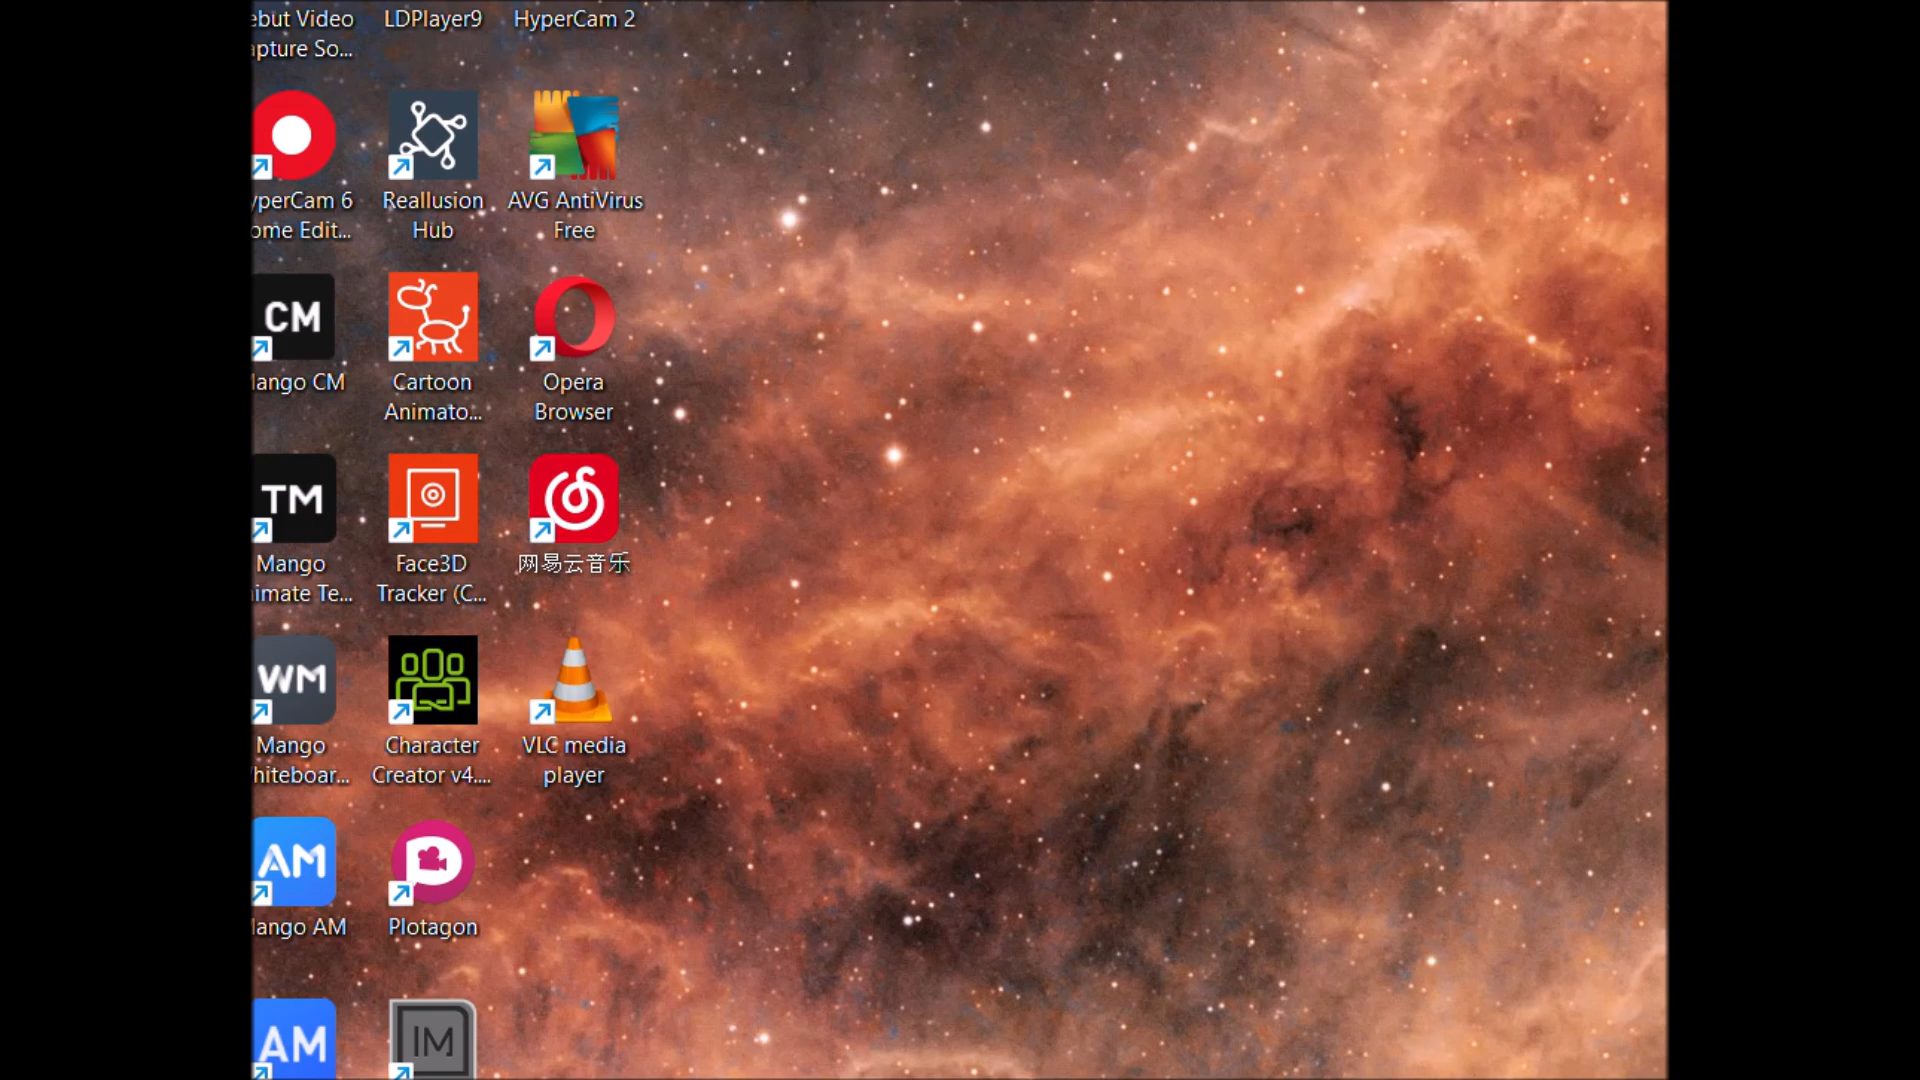 ebut Video
apture So...
LDPlayer9
HyperCam 2
yperCam 6
ome Edit...
Reallusion
Hub
AVG AntiVirus
Free
CM
ango CM
Cartoon
Animato...
Opera
Browser
TM
Mango
imate Te...
Face3D
Tracker (C...
网易云音乐
WM
Mango
hiteboar...
Character
Creator v4....
VLC media
player
AM
ango AM
Plotagon
AM
IM